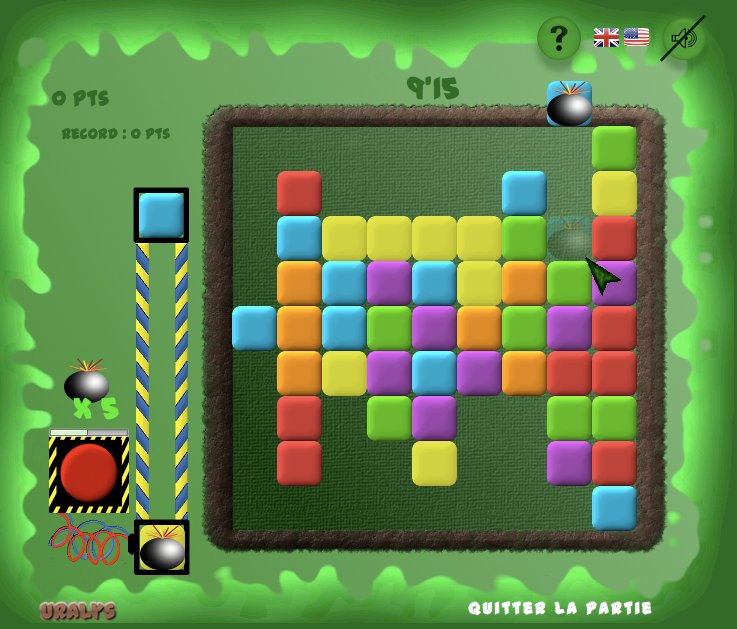 ?
0 PTS
9'15
RECORD : 0 PTS
X 5
URALYS
QUITTER LA PARTIE